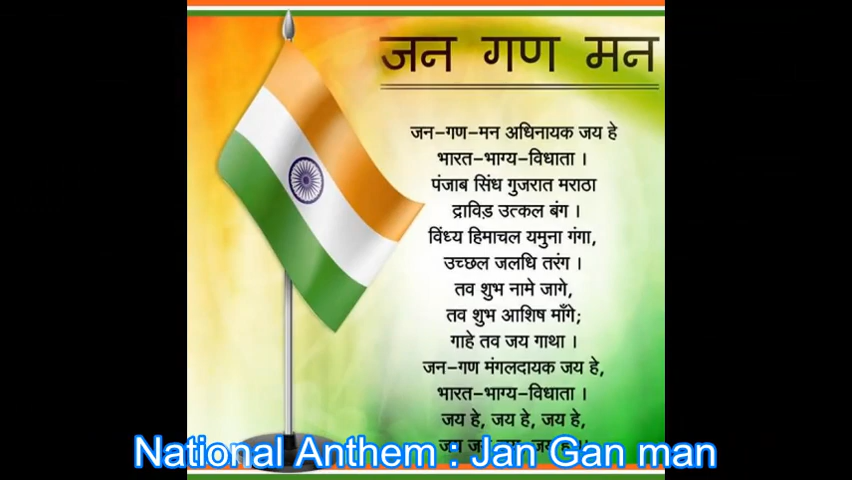 जन गण मन
जन-गण-मन अधिनायक जय हे
भारत-भाग्य-विधाता ।
पंजाब सिंध गुजरात मराठा
द्राविड़ उत्कल बंग ।
विंध्य हिमाचल यमुना गंगा,
उच्छल जलधि तरंग ।
तव शुभ नामे जागे,
तव शुभ आशिष माँगे;
गाहे तव जय गाथा ।
जन-गण मंगलदायक जय हे,
भारत-भाग्य-विधाता ।
जय हे, जय हे, जय हे,
National Anthem : Jan Gan man